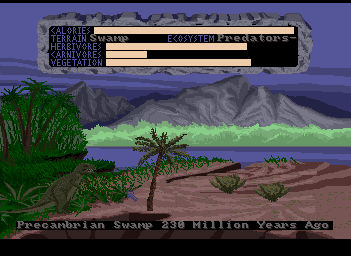 CALORIES
TERRAIN Swamp ECOSYSTEM Predators-
HERBIVORES
CARNIVORES
VEGETATION
Precambrian Swamp 230 Million Years Ago